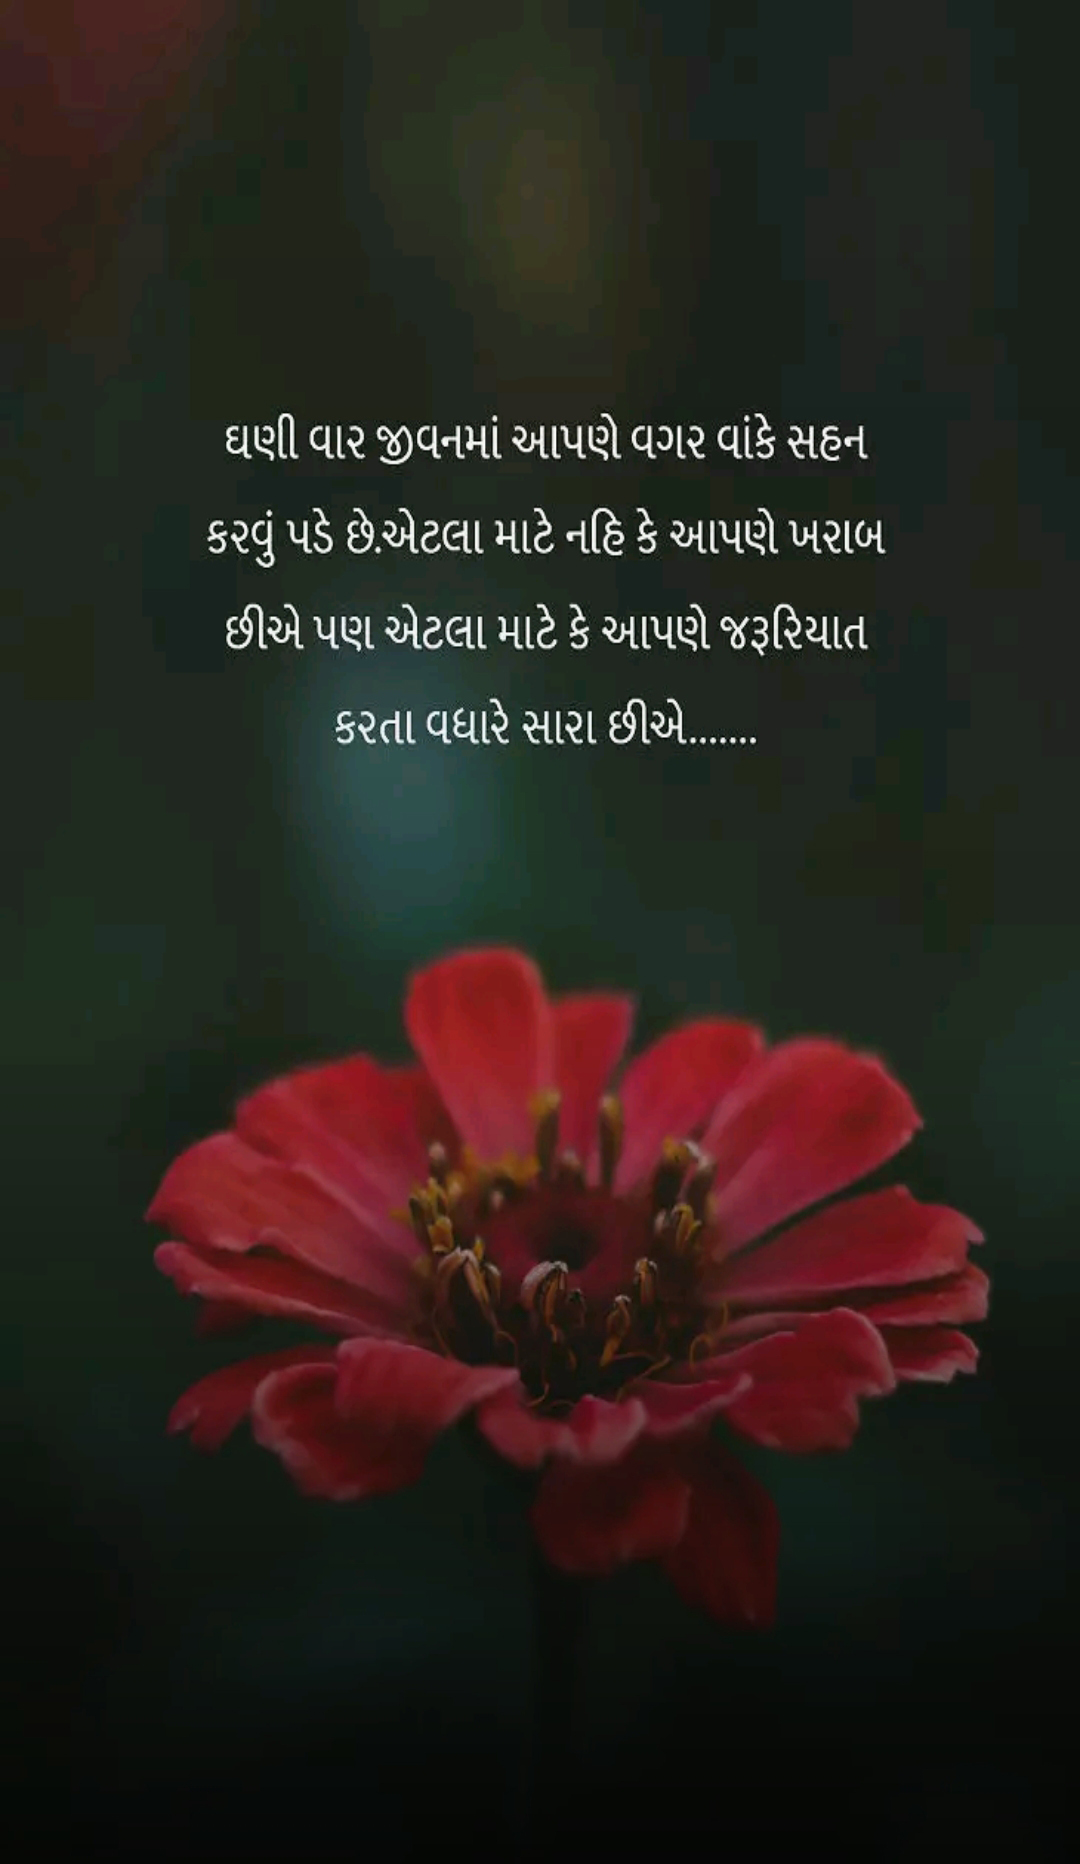 ઘણી વાર જીવનમાં આપણે વગર વાંકે સહન
કરવું પડે છે.એટલા માટે નહિ કે આપણે ખરાબ
છીએ પણ એટલા માટે કે આપણે જરૂરિયાત
કરતા વધારે સારા છીએ.......